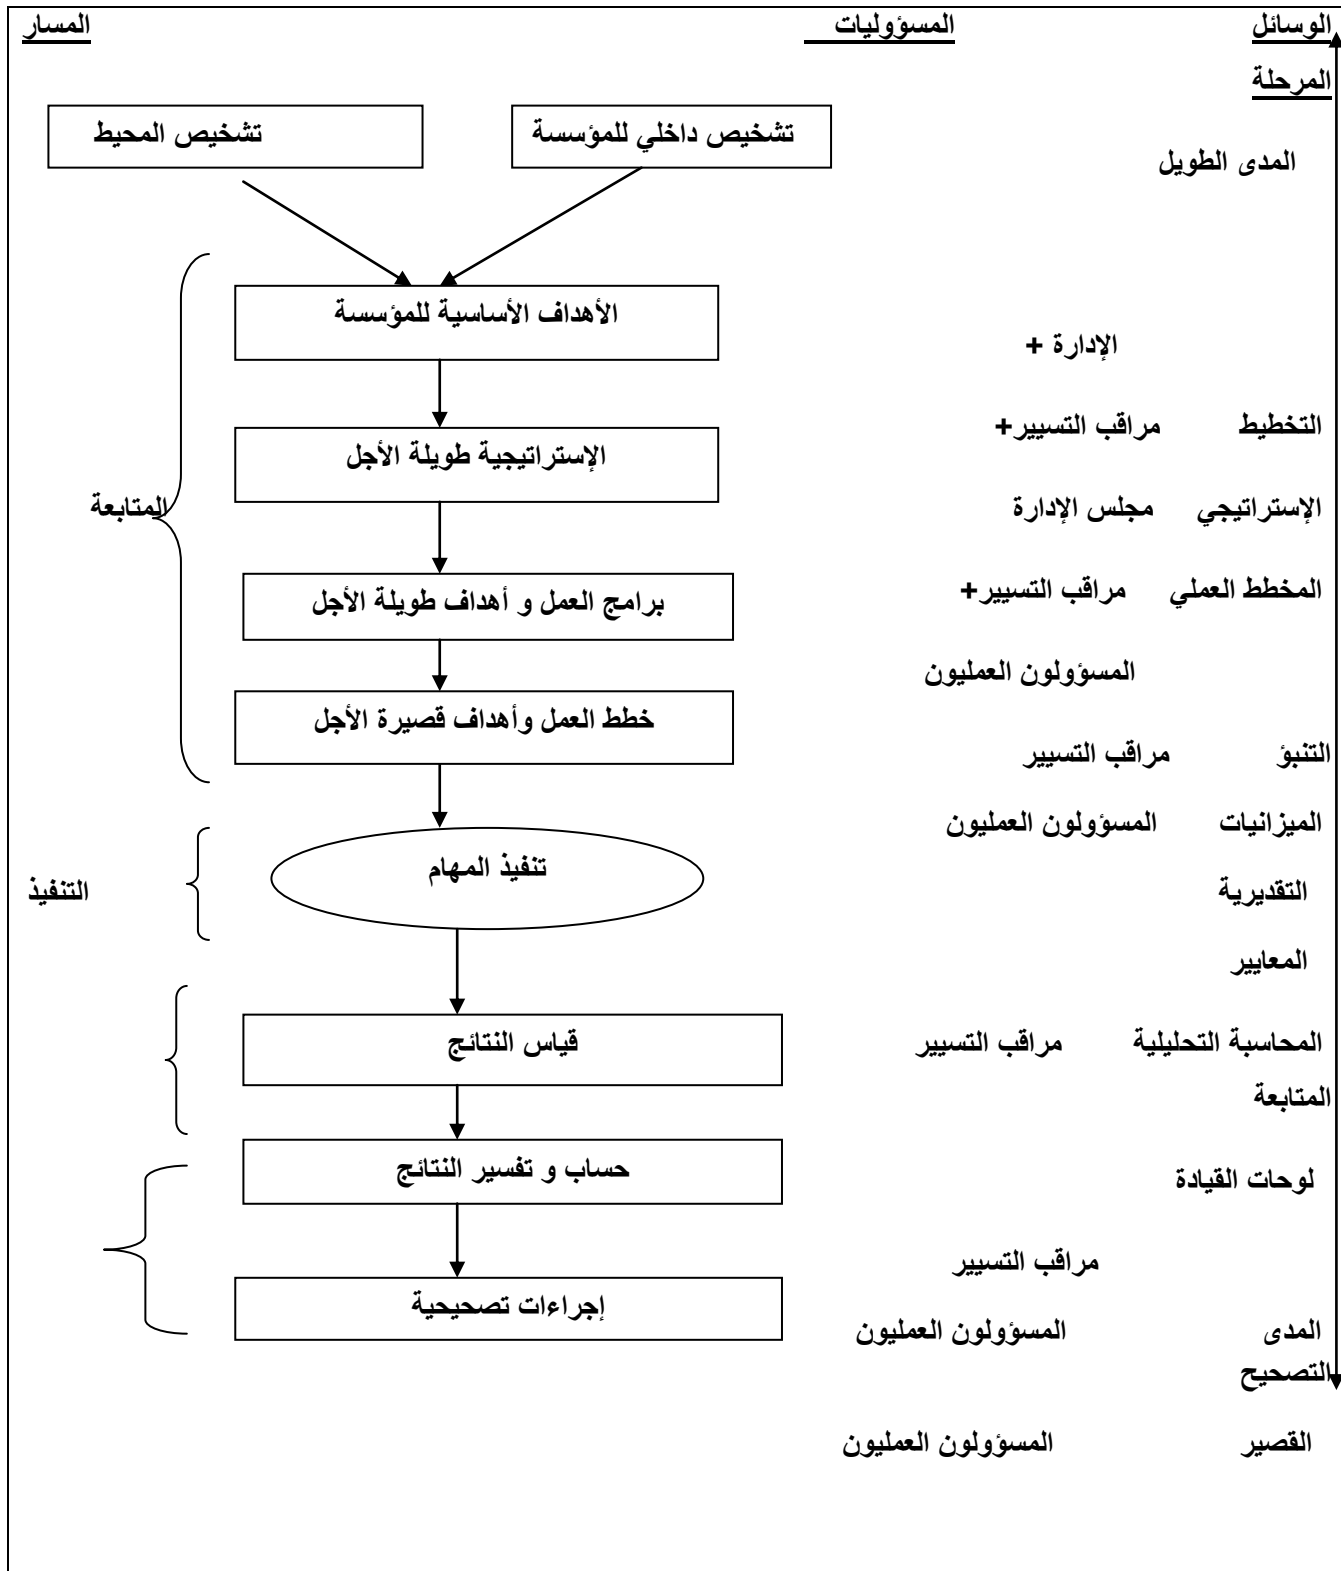 الوسائل المسؤوليات المسار
المرحلة
تشخيص داخلي للمؤسسة تشخيص المحيط
المدى الطويل
الأهداف الأساسية للمؤسسة
الإدارة +
التخطيط مراقب التسيير+
الإستراتيجية طويلة الأجل
الإستراتيجي مجلس الإدارة
المتابعة
المخطط العملي مراقب التسيير+
برامج العمل و أهداف طويلة الأجل
المسؤولون العمليون
خطط العمل وأهداف قصيرة الأجل
التنبؤ مراقب التسيير
الميزانيات المسؤولون العمليون
تنفيذ المهام
التقديرية
التنفيذ
المعايير
المحاسبة التحليلية مراقب التسيير
قياس النتائج
المتابعة
حساب و تفسير النتائج
لوحات القيادة
مراقب التسيير
إجراءات تصحيحية
المدى المسؤولون العمليون
التصحيح
القصير المسؤولون العمليون